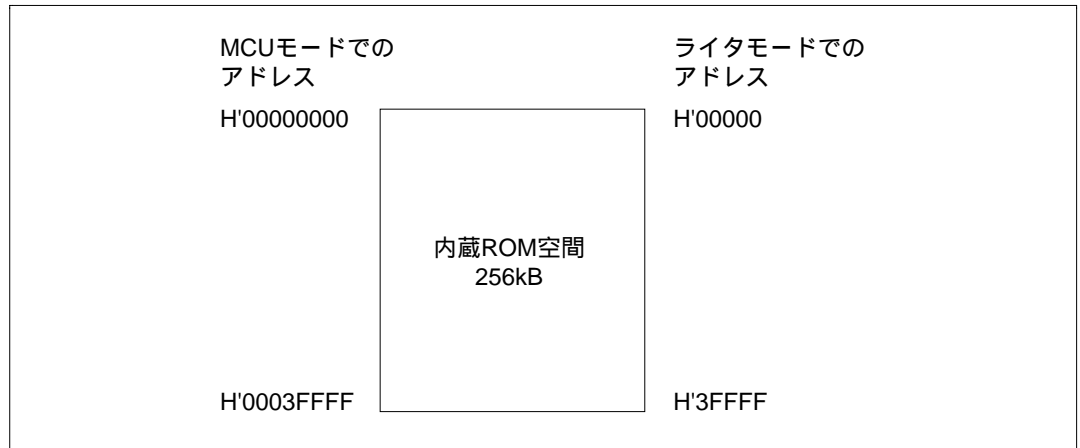 MCUモードでの
アドレス
ライタモードでの
アドレス
H'00000000
H'00000
内蔵ROM空間
256kB
H'0003FFFF
H'3FFFF